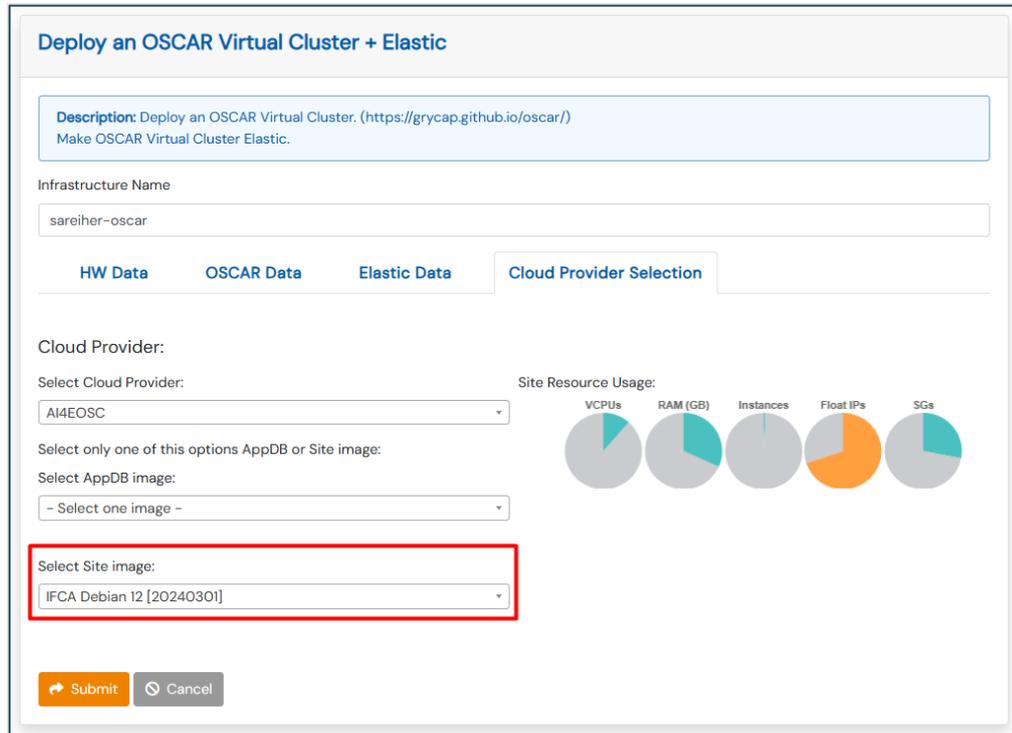 Deploy an OSCAR Virtual Cluster + Elastic
Description: Deploy an OSCAR Virtual Cluster. (https://grycap.github.io/oscar/)
Make OSCAR Virtual Cluster Elastic.
Infrastructure Name
sareiher-oscar
HW Data OSCAR Data Elastic Data Cloud Provider Selection
Cloud Provider:
Select Cloud Provider:
AI4EOSC
Select only one of this options AppDB or Site image:
Select AppDB image:
- Select one image -
Select Site image:
IFCA Debian 12 [20240301]
Site Resource Usage:
VCPUs RAM (GB) Instances Float IPs SGs
Submit Cancel